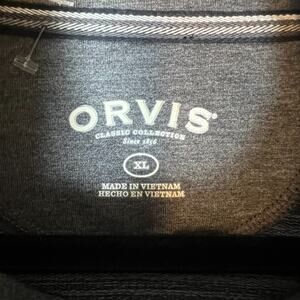 ORVIS®
CLASSIC COLLECTION
Since 1856
XL
MADE IN VIETNAM
HECHO EN VIETNAM